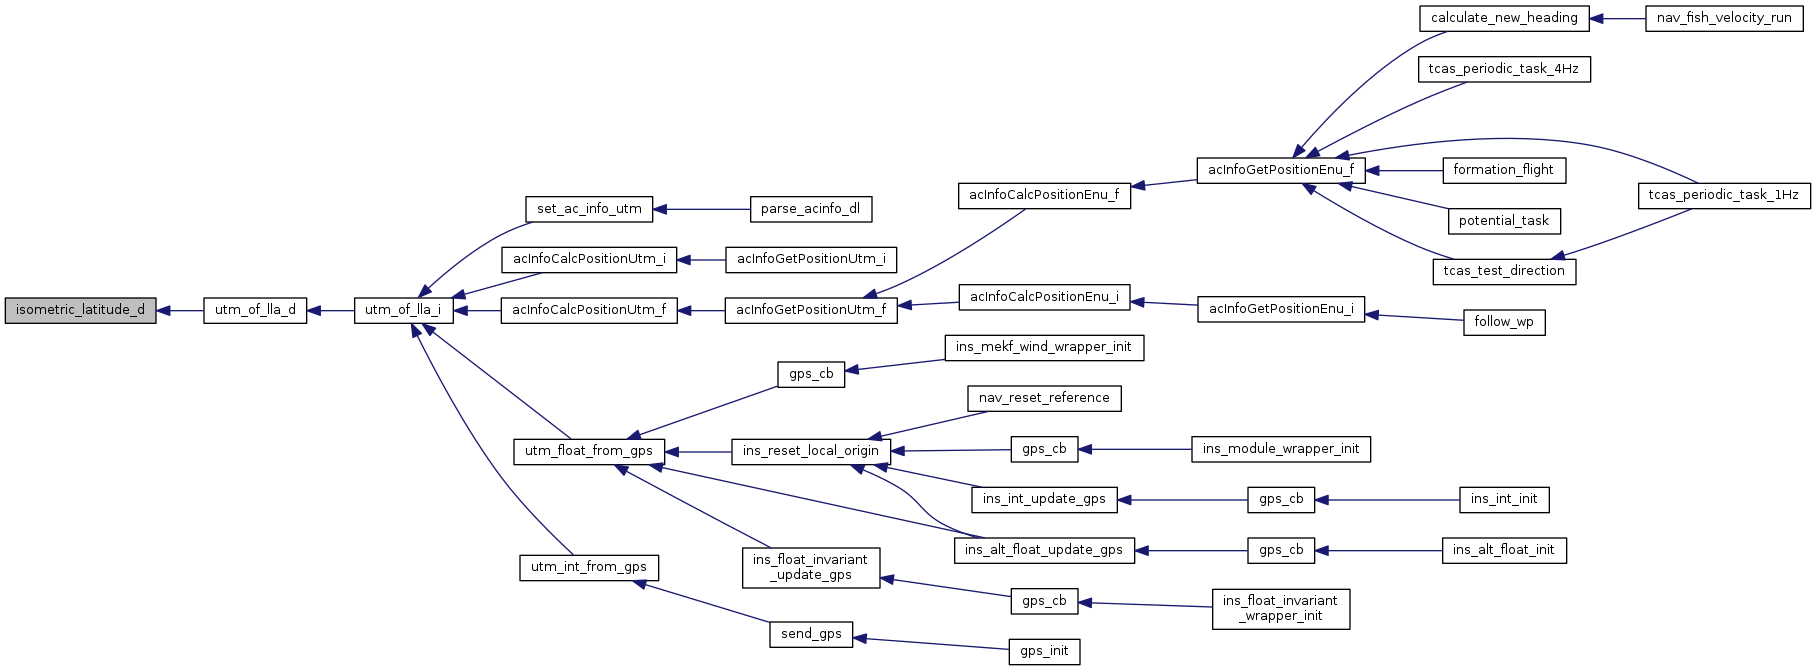 isometric_latitude_d
utm_of_lla_d
utm_of_lla_i
set_ac_info_utm
parse_acinfo_dl
acInfoCalcPositionUtm_i
acInfoGetPositionUtm_i
acInfoCalcPositionUtm_f
acInfoGetPositionUtm_f
acInfoCalcPositionEnu_f
acInfoGetPositionEnu_f
calculate_new_heading
nav_fish_velocity_run
tcas_periodic_task_4Hz
formation_flight
potential_task
tcas_test_direction
tcas_periodic_task_1Hz
acInfoCalcPositionEnu_i
acInfoGetPositionEnu_i
follow_wp
utm_float_from_gps
gps_cb
ins_mekf_wind_wrapper_init
ins_reset_local_origin
nav_reset_reference
gps_cb
ins_module_wrapper_init
ins_int_update_gps
gps_cb
ins_int_init
ins_alt_float_update_gps
gps_cb
ins_alt_float_init
ins_float_invariant
_update_gps
gps_cb
ins_float_invariant
_wrapper_init
utm_int_from_gps
send_gps
gps_init